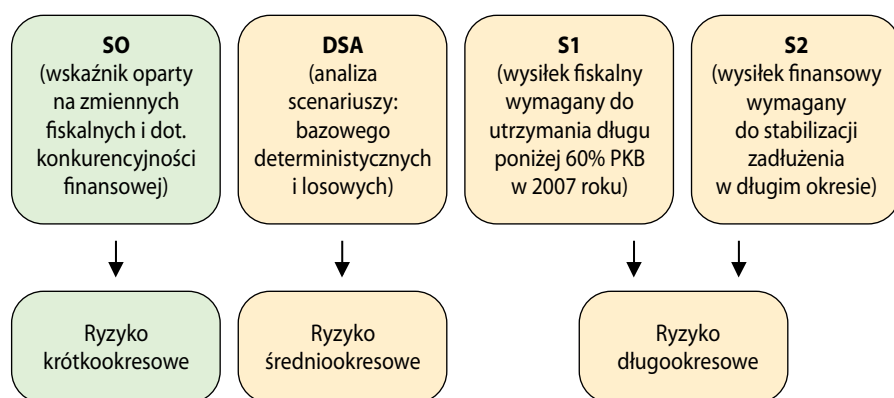 SO
(wskaźnik oparty
na zmiennych
fiskalnych i dot.
konkurencyjności
finansowej)
DSA
(analiza
scenariuszy:
bazowego
deterministycznych
i losowych)
S1
(wysiłek fiskalny
wymagany do
utrzymania długu
poniżej 60% PKB
w 2007 roku)
S2
(wysiłek finansowy
wymagany
do stabilizacji
zadłużenia
w długim okresie)
Ryzyko
krótkookresowe
Ryzyko
średniookresowe
Ryzyko
długookresowe